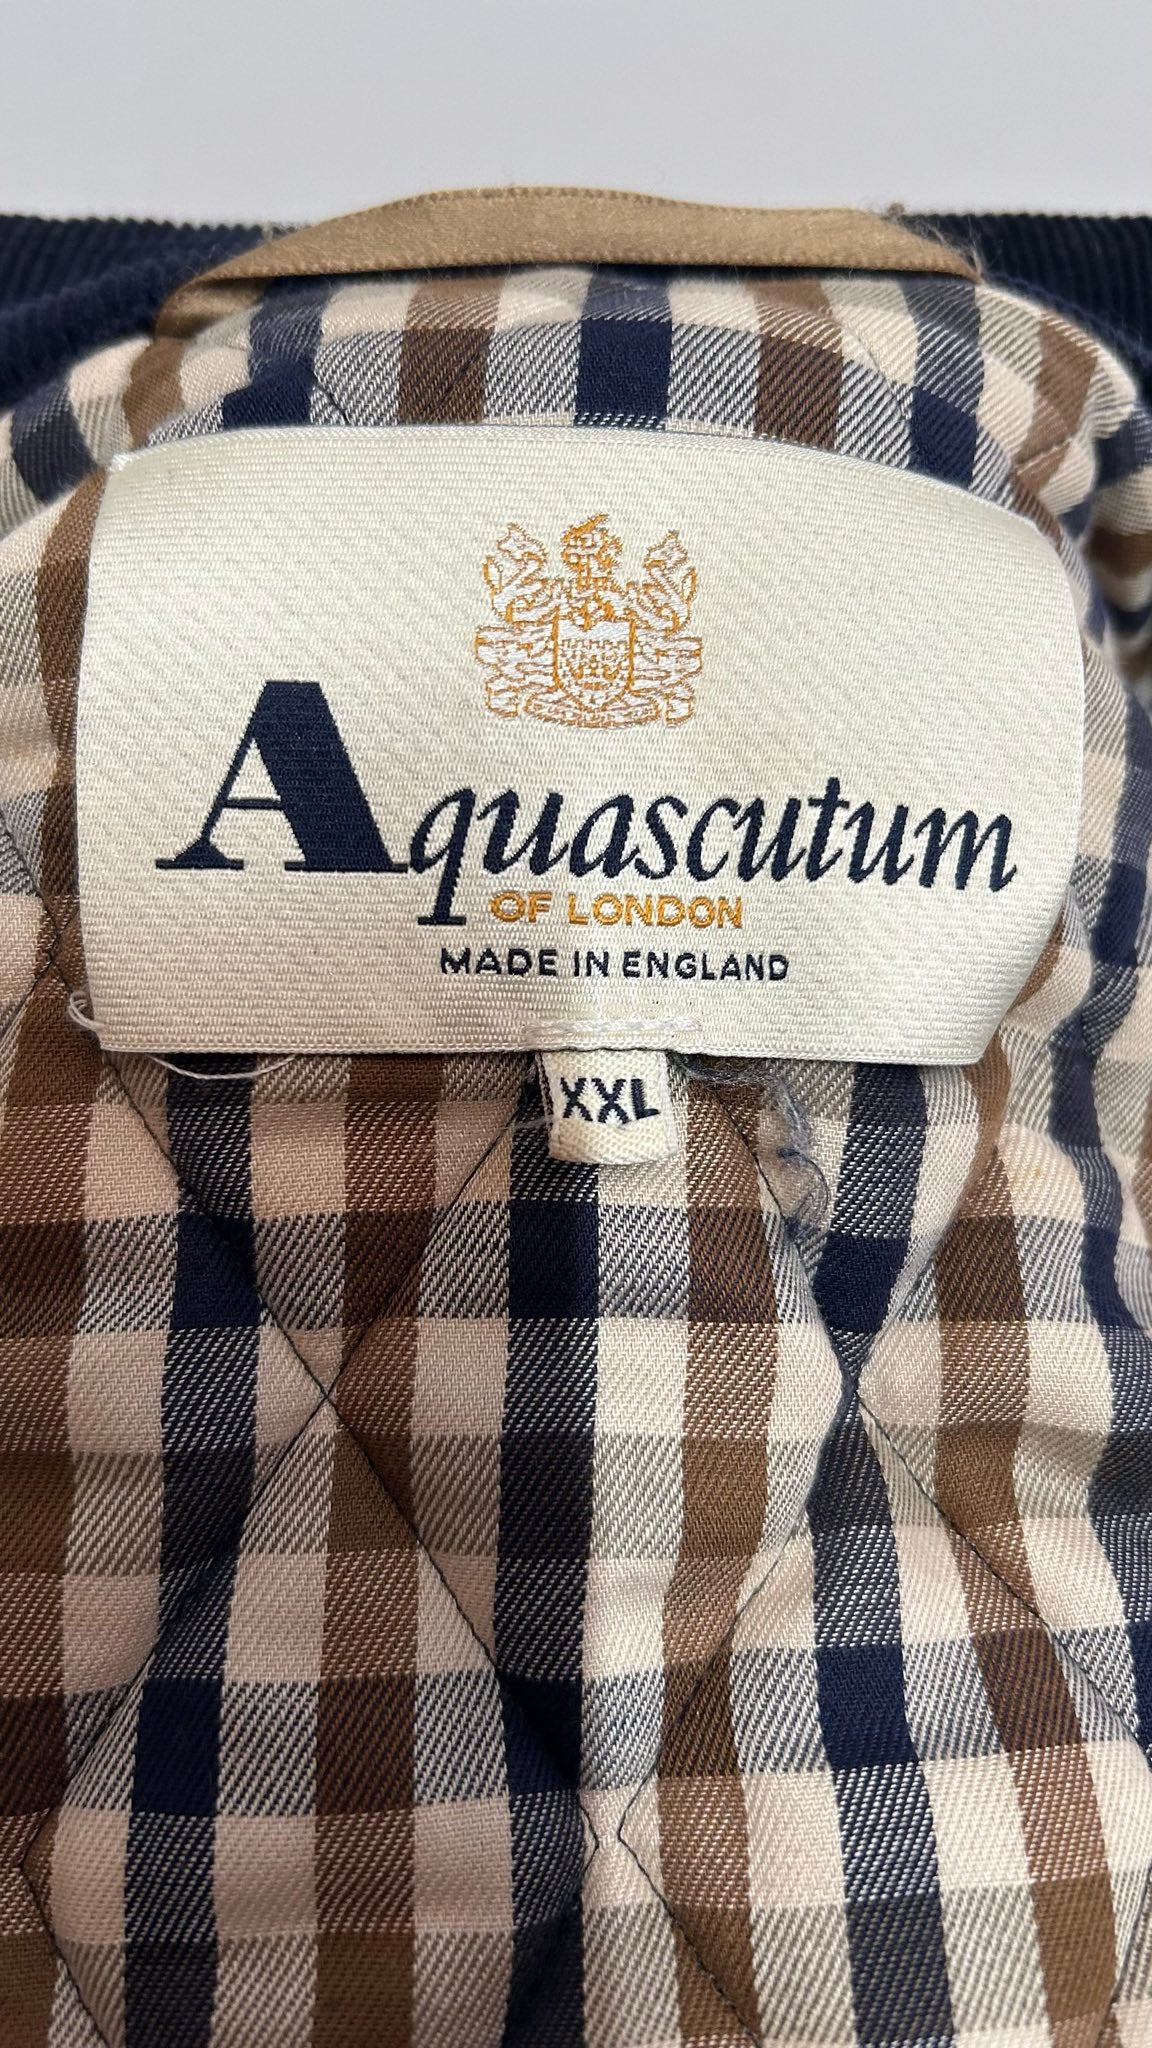 Aquascutum
OF LONDON
MADE IN ENGLAND
XXL